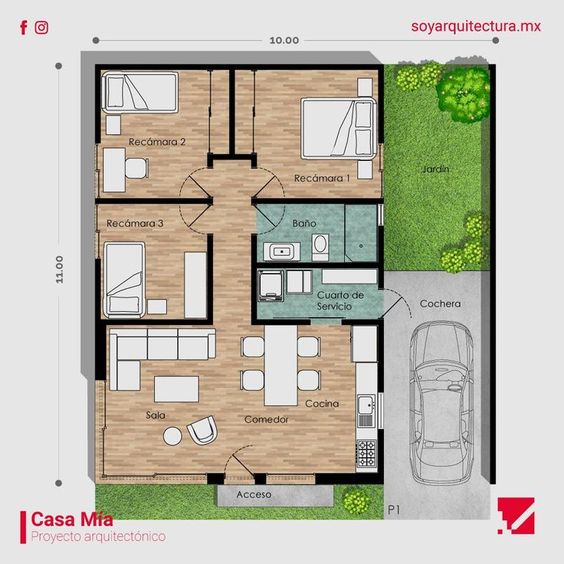 soyarquitectura.mx
10.00
11.00
Recámara 2
Recámara 1
Jardín
Recámara 3
Baño
Cuarto de
Servicio
Cochera
Sala
Comedor
Cocina
Acceso
P1
Casa Mía
Proyecto arquitectónico